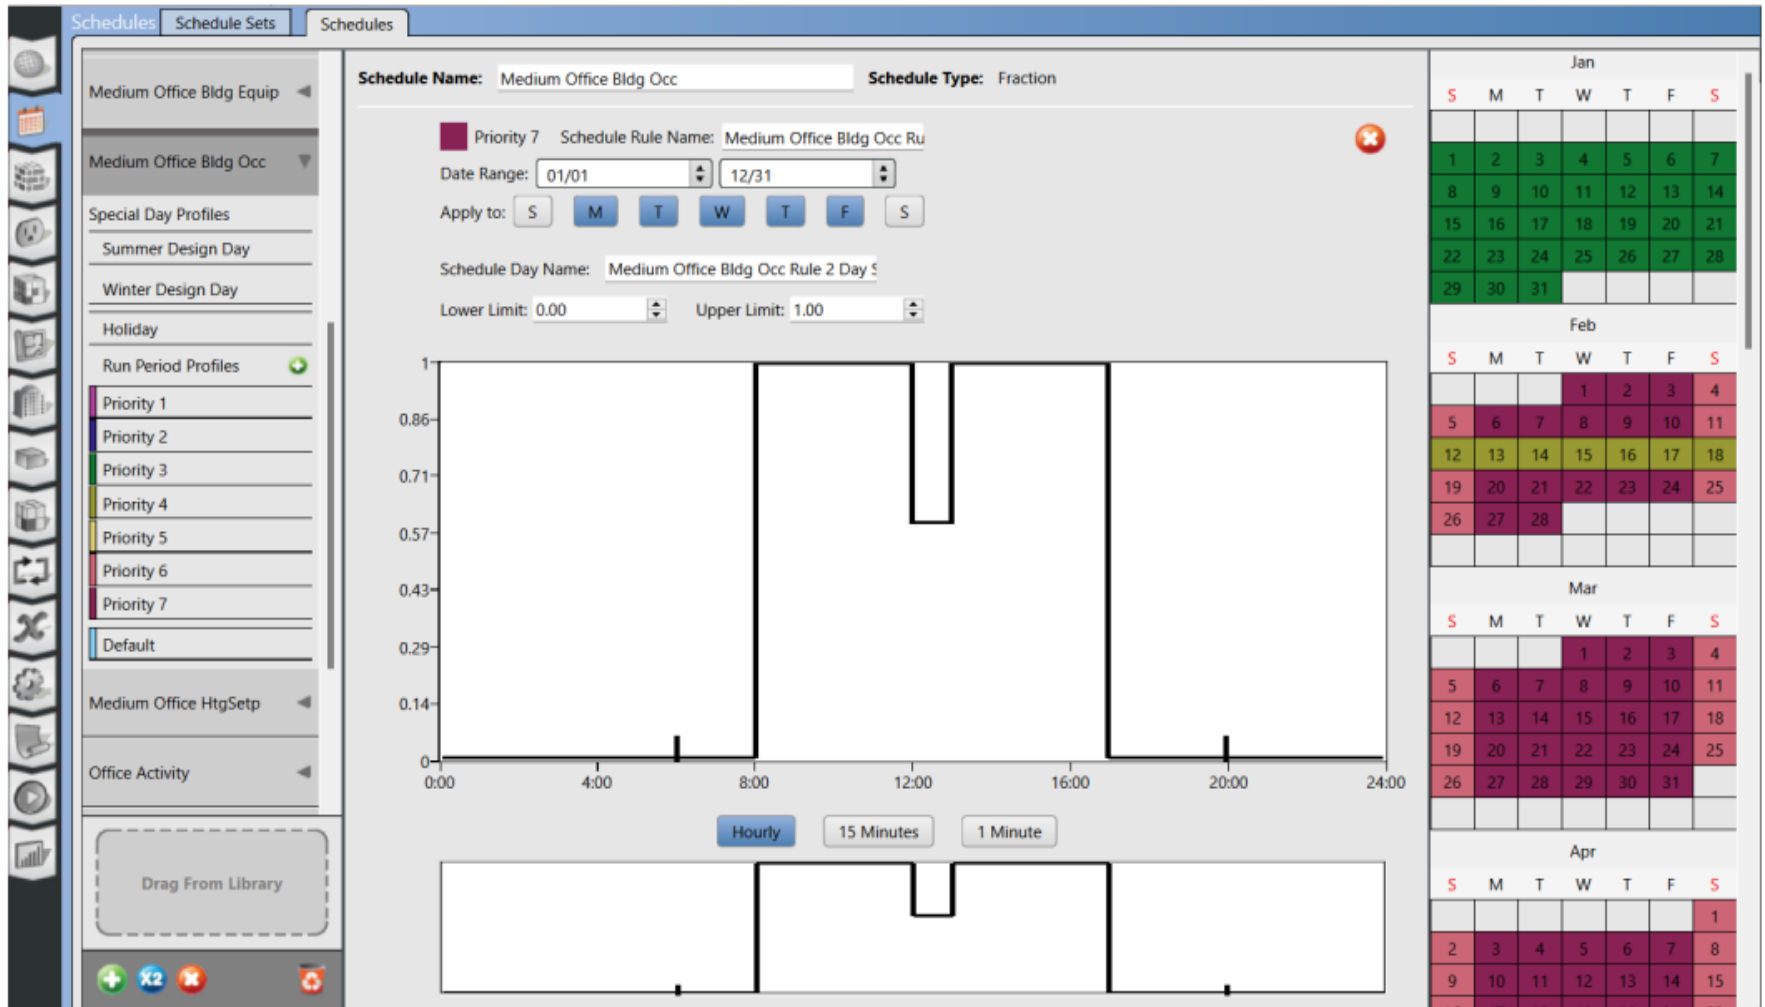 Schedules Schedule Sets Schedules
Medium Office Bldg Equip
Medium Office Bldg Occ
Special Day Profiles
Summer Design Day
Winter Design Day
Holiday
Run Period Profiles
Priority 1
Priority 2
Priority 3
Priority 4
Priority 5
Priority 6
Priority 7
Default
Medium Office HtgSetp
Office Activity
Drag From Library
X2
Schedule Name: Medium Office Bldg Occ Schedule Type: Fraction
Priority 7 Schedule Rule Name: Medium Office Bldg Occ Ru
Date Range: 01/01 12/31
Apply to: S M T W T F S
Schedule Day Name: Medium Office Bldg Occ Rule 2 Day S
Lower Limit: 0.00 Upper Limit: 1.00
1
0.86
0.71
0.57
0.43
0.29
0.14
0
0:00 4:00 8:00 12:00 16:00 20:00 24:00
Hourly 15 Minutes 1 Minute
Jan
S M T W T F S
1 2 3 4 5 6 7
8 9 10 11 12 13 14
15 16 17 18 19 20 21
22 23 24 25 26 27 28
29 30 31
Feb
S M T W T F S
1 2 3 4
5 6 7 8 9 10 11
12 13 14 15 16 17 18
19 20 21 22 23 24 25
26 27 28
Mar
S M T W T F S
1 2 3 4
5 6 7 8 9 10 11
12 13 14 15 16 17 18
19 20 21 22 23 24 25
26 27 28 29 30 31
Apr
S M T W T F S
1
2 3 4 5 6 7 8
9 10 11 12 13 14 15